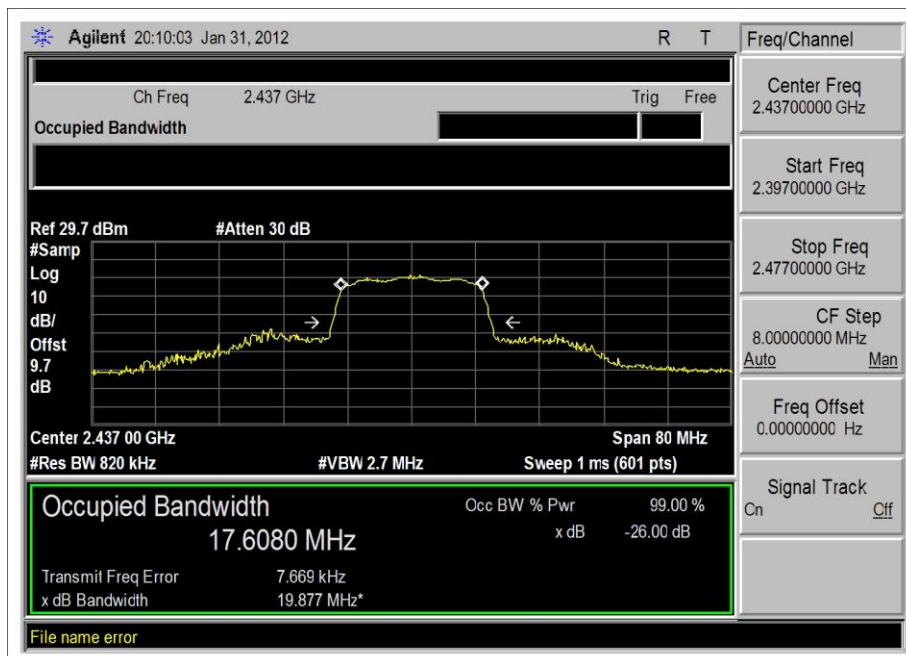 Agilent 20:10:03 Jan 31, 2012 R T
Ch Freq 2.437 GHz Trig Free
Occupied Bandwidth
Ref 29.7 dBm #Atten 30 dB
#Samp
Log
10
dB/
Offst
9.7
dB
Center 2.437 00 GHz Span 80 MHz
#Res BW 820 kHz #VBW 2.7 MHz Sweep 1 ms (601 pts)
Occupied Bandwidth Occ BW % Pwr 99.00 %
17.6080 MHz x dB -26.00 dB
Transmit Freq Error 7.669 kHz
x dB Bandwidth 19.877 MHz*
File name error
Freq/Channel
Center Freq
2.43700000 GHz
Start Freq
2.39700000 GHz
Stop Freq
2.47700000 GHz
CF Step
8.00000000 MHz
Auto Man
Freq Offset
0.00000000 Hz
Signal Track
On Off